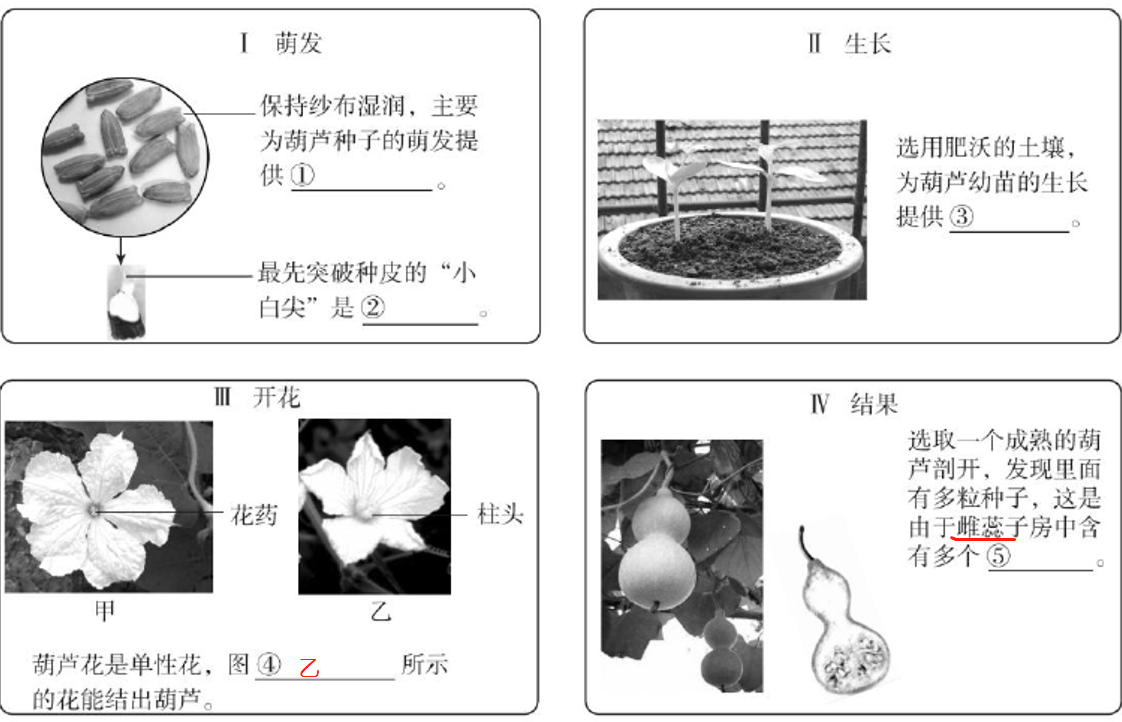 Ⅰ 萌发
保持纱布湿润，主要
为葫芦种子的萌发提
供①
。
最先突破种皮的“小
白尖”是②
。
Ⅱ 生长
选用肥沃的土壤，
为葫芦幼苗的生长
提供③
。
Ⅲ 开花
花药
柱头
甲
乙
葫芦花是单性花，图④ 乙 所示
的花能结出葫芦。
Ⅳ 结果
选取一个成熟的葫
芦剖开，发现里面
有多粒种子，这是
由于雌蕊子房中含
有多个⑤
。